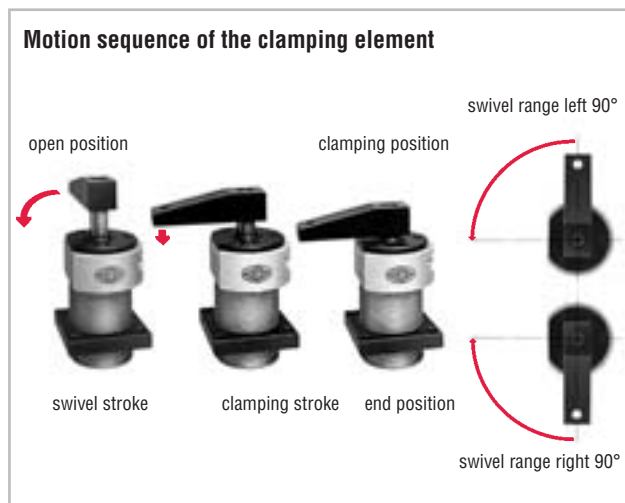 Motion sequence of the clamping element
swivel range left 90°
open position
clamping position
swivel stroke
clamping stroke
end position
swivel range right 90°